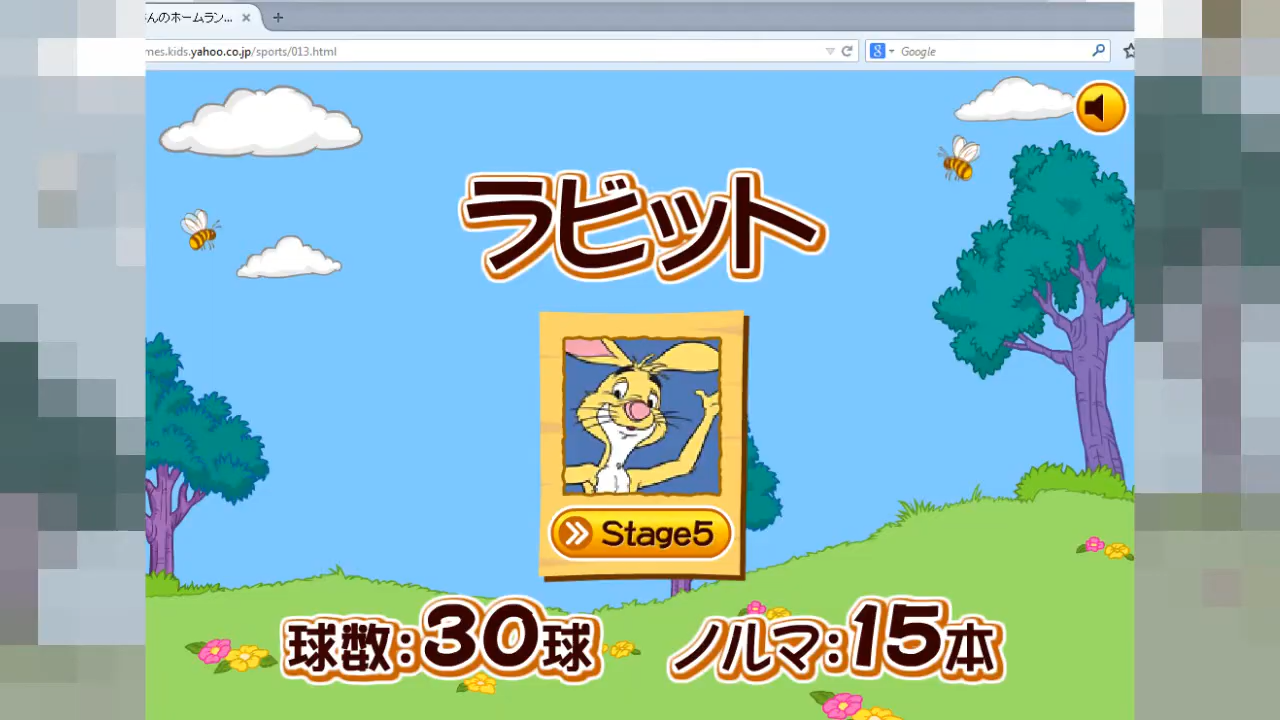 んのホームラン...
mes.kids.yahoo.co.jp/sports/013.html
Google
ラビット
Stage5
球数:30球
ノルマ:15本